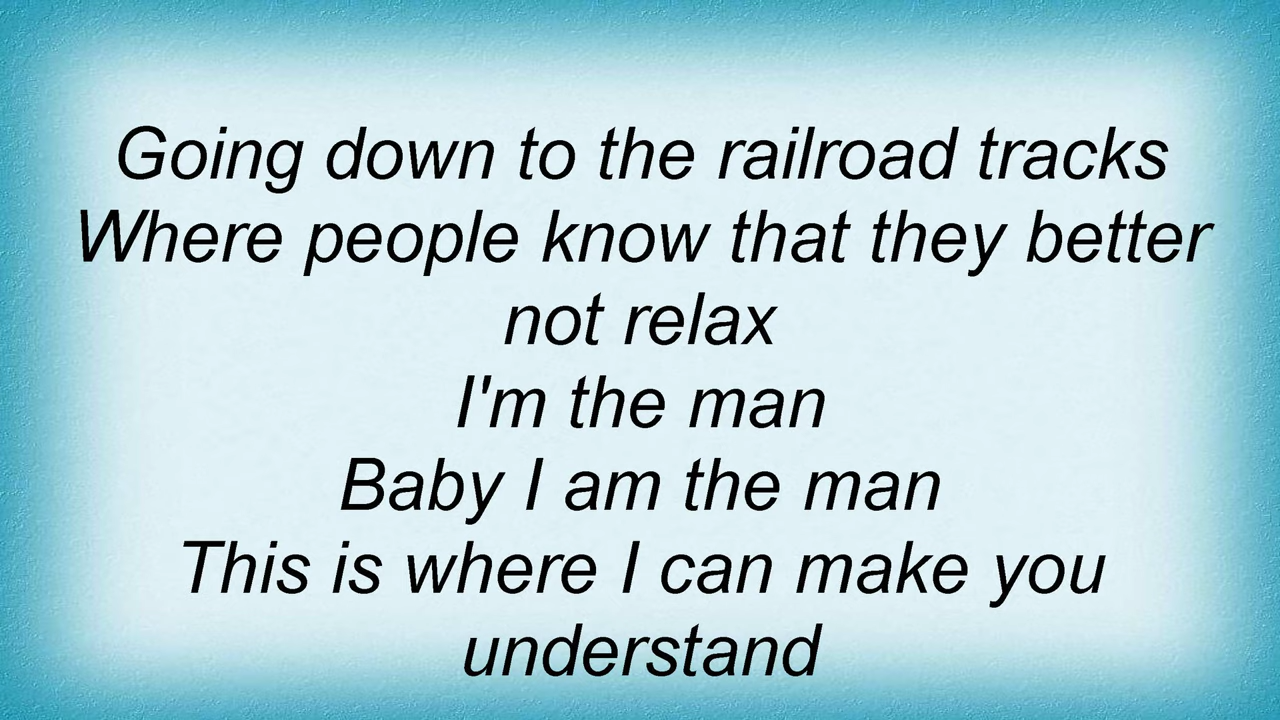 Going down to the railroad tracks
Where people know that they better
not relax
I'm the man
Baby I am the man
This is where I can make you
understand